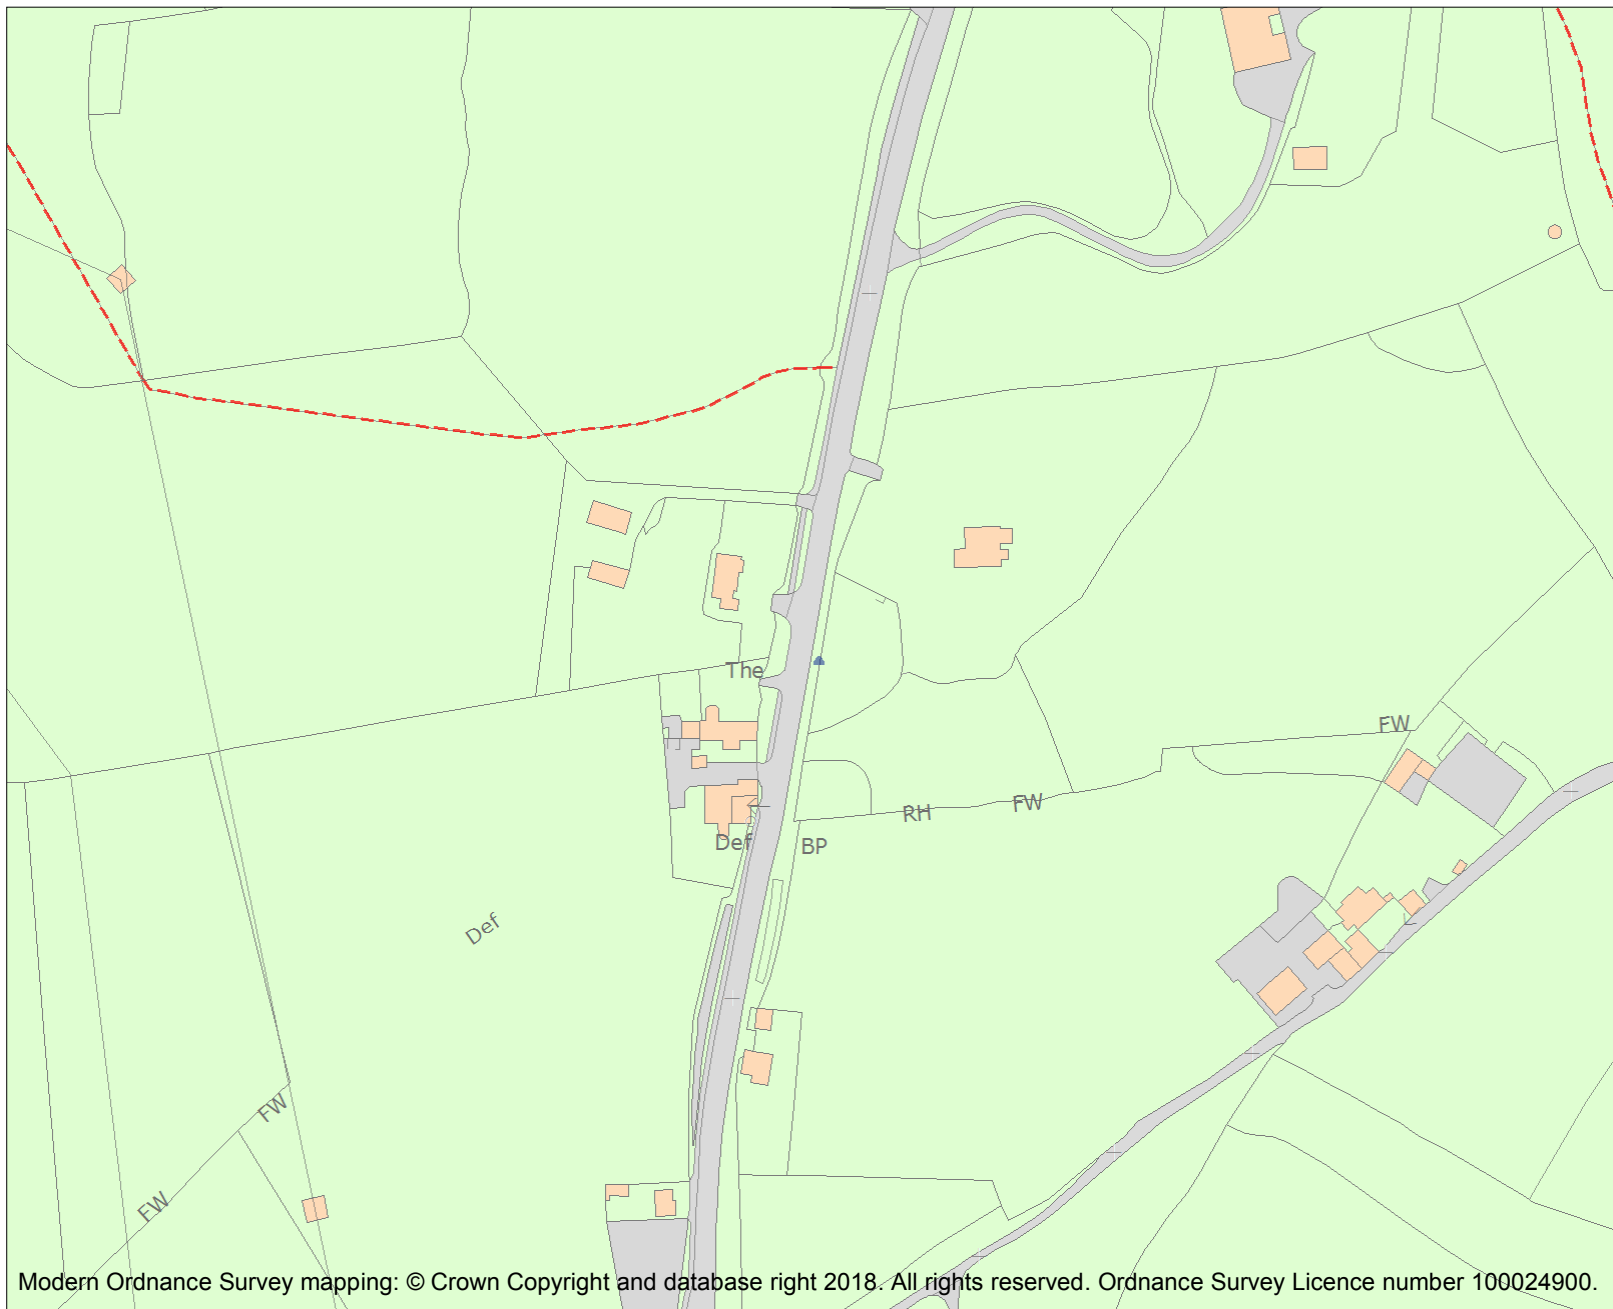 The
FW
FW
RH
Def
BP
Def
FW
FW
Modern Ordnance Survey mapping: © Crown Copyright and database right 2018. All rights reserved. Ordnance Survey Licence number 100024900.